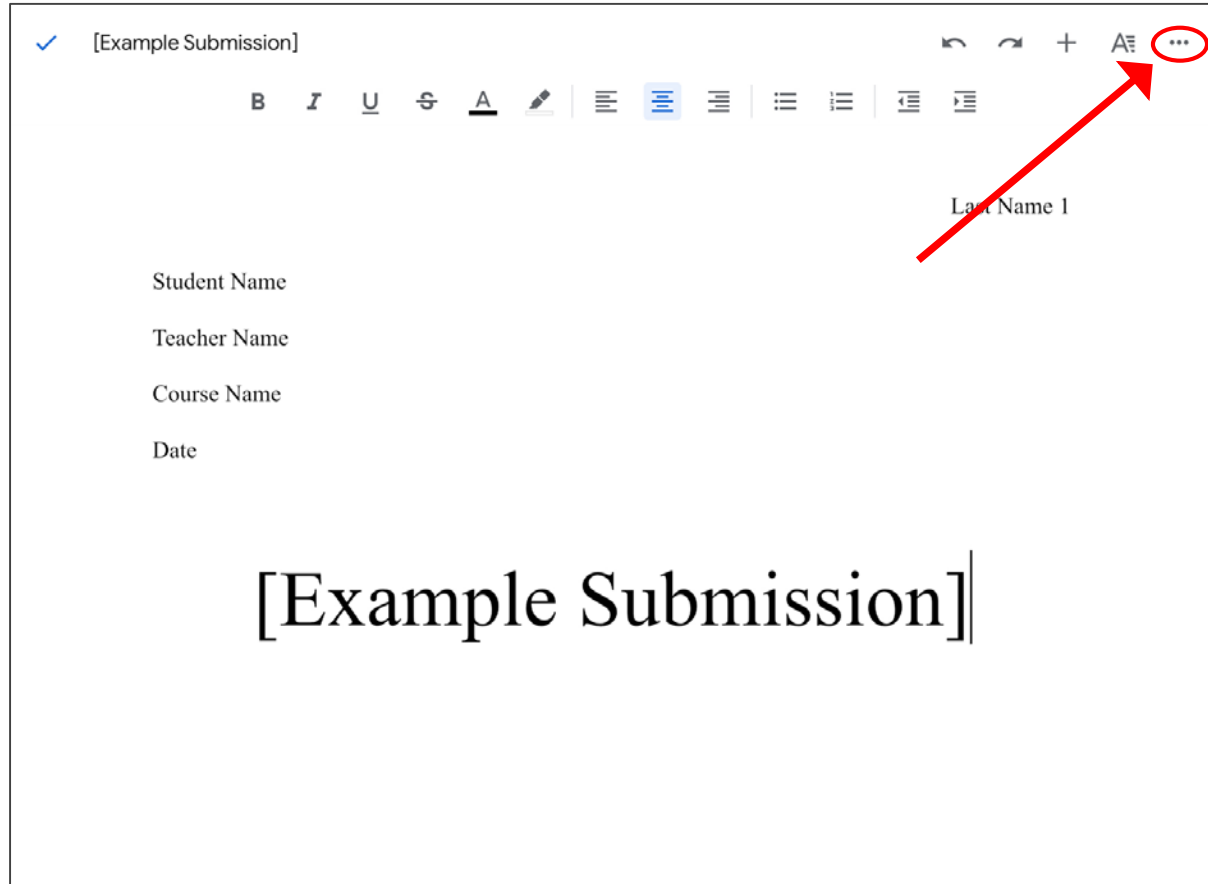 [Example Submission]
B I U S A
Last Name 1
Student Name
Teacher Name
Course Name
Date
[Example Submission]